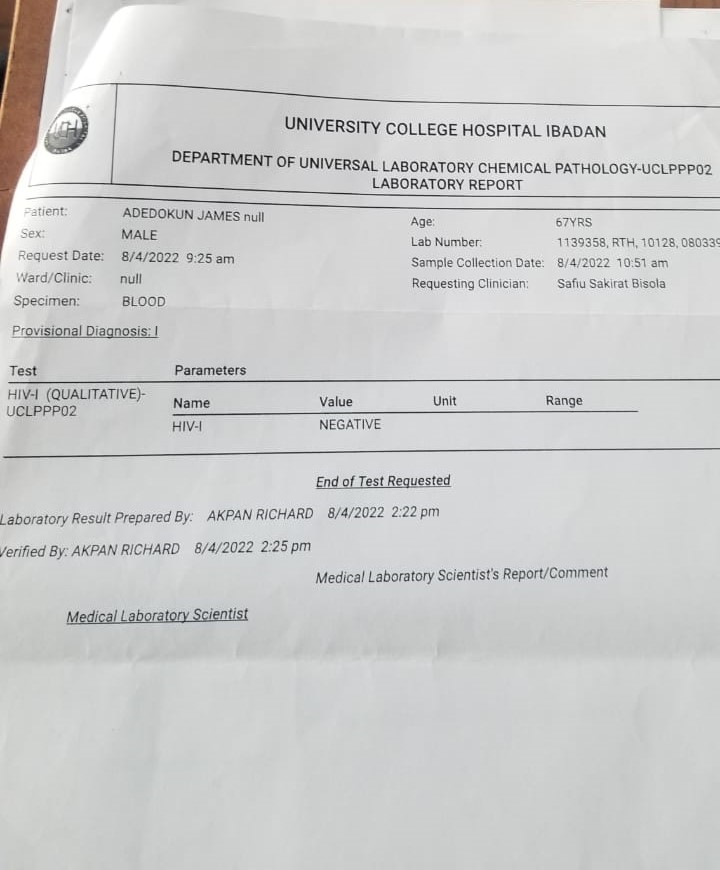 UCH
UNIVERSITY COLLEGE HOSPITAL IBADAN
DEPARTMENT OF UNIVERSAL LABORATORY CHEMICAL PATHOLOGY-UCLPPP02
LABORATORY REPORT
Patient: ADEDOKUN JAMES null
Sex: MALE
Request Date: 8/4/2022 9:25 am
Ward/Clinic: null
Specimen: BLOOD
Age: 67YRS
Lab Number: 1139358, RTH, 10128, 080339
Sample Collection Date: 8/4/2022 10:51 am
Requesting Clinician: Safiu Sakirat Bisola
Provisional Diagnosis: I
Test Parameters
HIV-I (QUALITATIVE)-
UCLPPP02
Name Value Unit Range
HIV-I NEGATIVE
End of Test Requested
Laboratory Result Prepared By: AKPAN RICHARD 8/4/2022 2:22 pm
Verified By: AKPAN RICHARD 8/4/2022 2:25 pm
Medical Laboratory Scientist's Report/Comment
Medical Laboratory Scientist